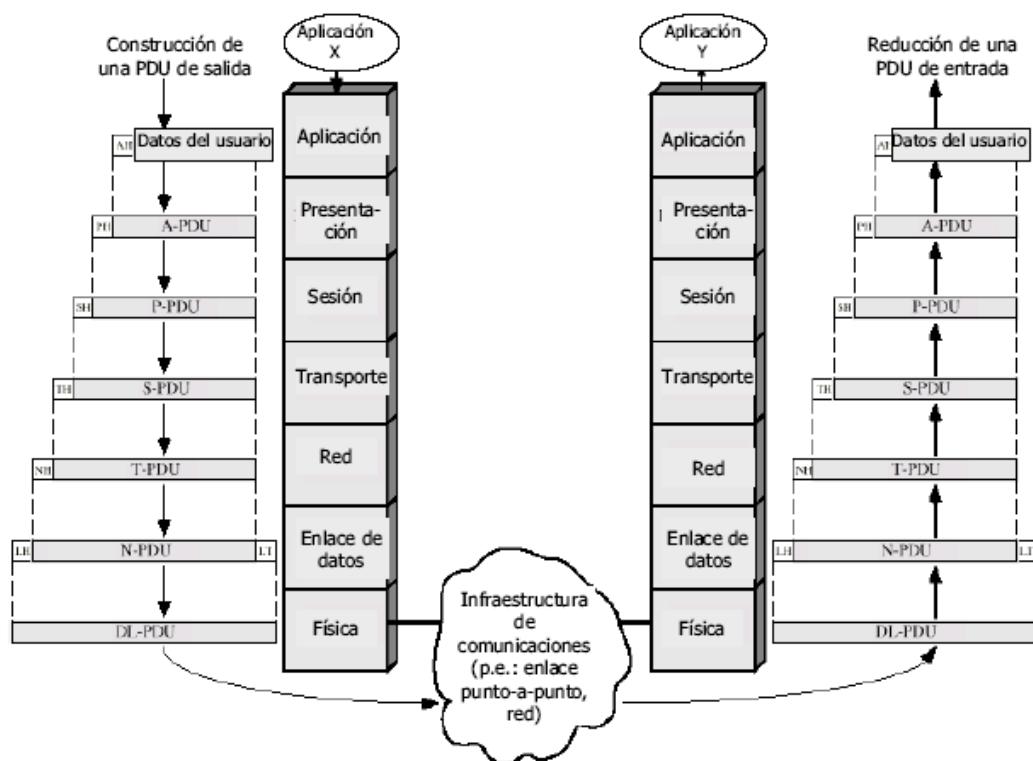 Construcción de
una PDU de salida
Aplicación
X
Aplicación
Y
Reducción de una
PDU de entrada
AH
Datos del usuario
Aplicación
Aplicación
Datos del usuario
PH
A-PDU
Presenta-
ción
Presenta-
ción
PH
A-PDU
SH
P-PDU
Sesión
Sesión
SH
P-PDU
TH
S-PDU
Transporte
Transporte
TH
S-PDU
NH
T-PDU
Red
Red
NH
T-PDU
LH
N-PDU
LT
Enlace de
datos
Enlace de
datos
LH
N-PDU
LT
DL-PDU
Física
Infraestructura
de
comunicaciones
(p.e.: enlace
punto-a-punto,
red)
Física
DL-PDU